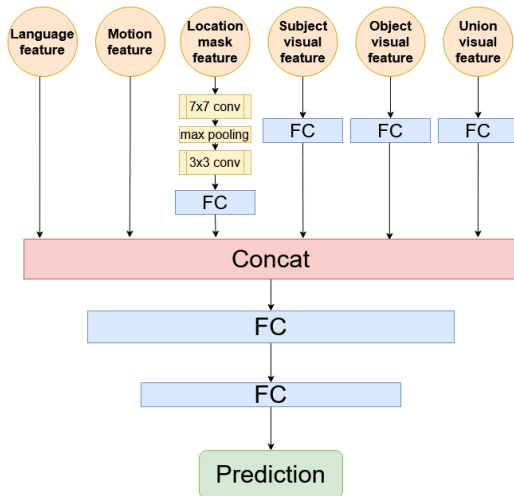 Language
feature
Motion
feature
Location
mask
feature
Subject
visual
feature
Object
visual
feature
Union
visual
feature
7x7 conv
max pooling
3x3 conv
FC
FC
FC
FC
Concat
FC
FC
Prediction